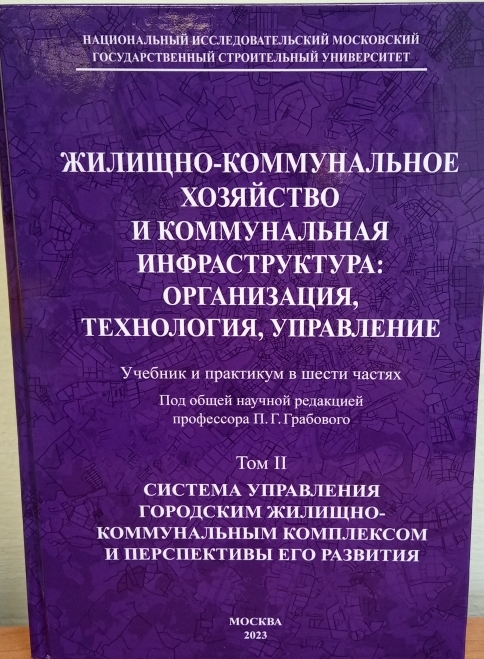 НАЦИОНАЛЬНЫЙ ИССЛЕДОВАТЕЛЬСКИЙ МОСКОВСКИЙ
ГОСУДАРСТВЕННЫЙ СТРОИТЕЛЬНЫЙ УНИВЕРСИТЕТ
ЖИЛИЩНО-КОММУНАЛЬНОЕ
ХОЗЯЙСТВО
И КОММУНАЛЬНАЯ
ИНФРАСТРУКТУРА:
ОРГАНИЗАЦИЯ,
ТЕХНОЛОГИЯ, УПРАВЛЕНИЕ
Учебник и практикум в шести частях
Под общей научной редакцией
профессора П. Г. Грабового
Том II
СИСТЕМА УПРАВЛЕНИЯ
ГОРОДСКИМ ЖИЛИЩНО-
КОММУНАЛЬНЫМ КОМПЛЕКСОМ
И ПЕРСПЕКТИВЫ ЕГО РАЗВИТИЯ
МОСКВА
2023